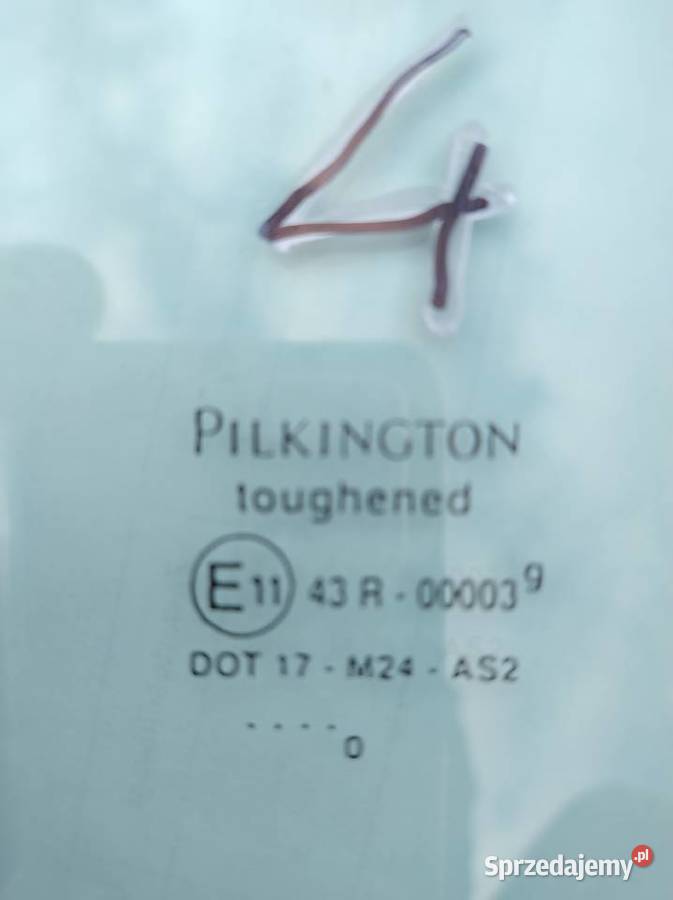 4
PILKINGTON
toughened
E11 43 R - 00003 9
DOT 17 - M24 - AS2
. . . . 0
Sprzedajemy.pl